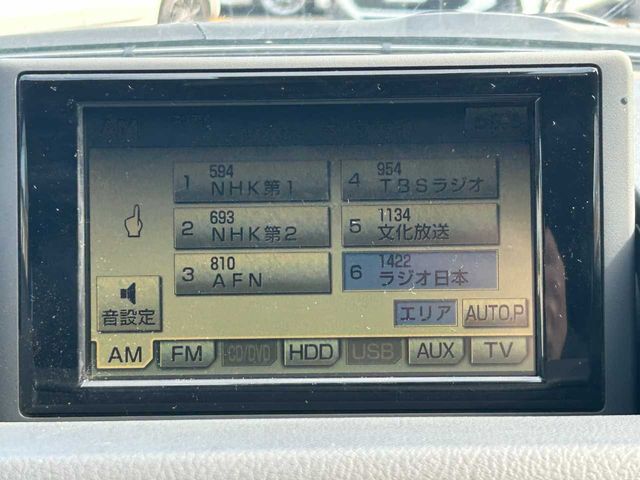 AM
1 594 NHK第1
4 954 TBSラジオ
2 693 NHK第2
5 1134 文化放送
3 810 AFN
6 1422 ラジオ日本
音設定
エリア AUTO.P
AM FM CD/DVD HDD USB AUX TV